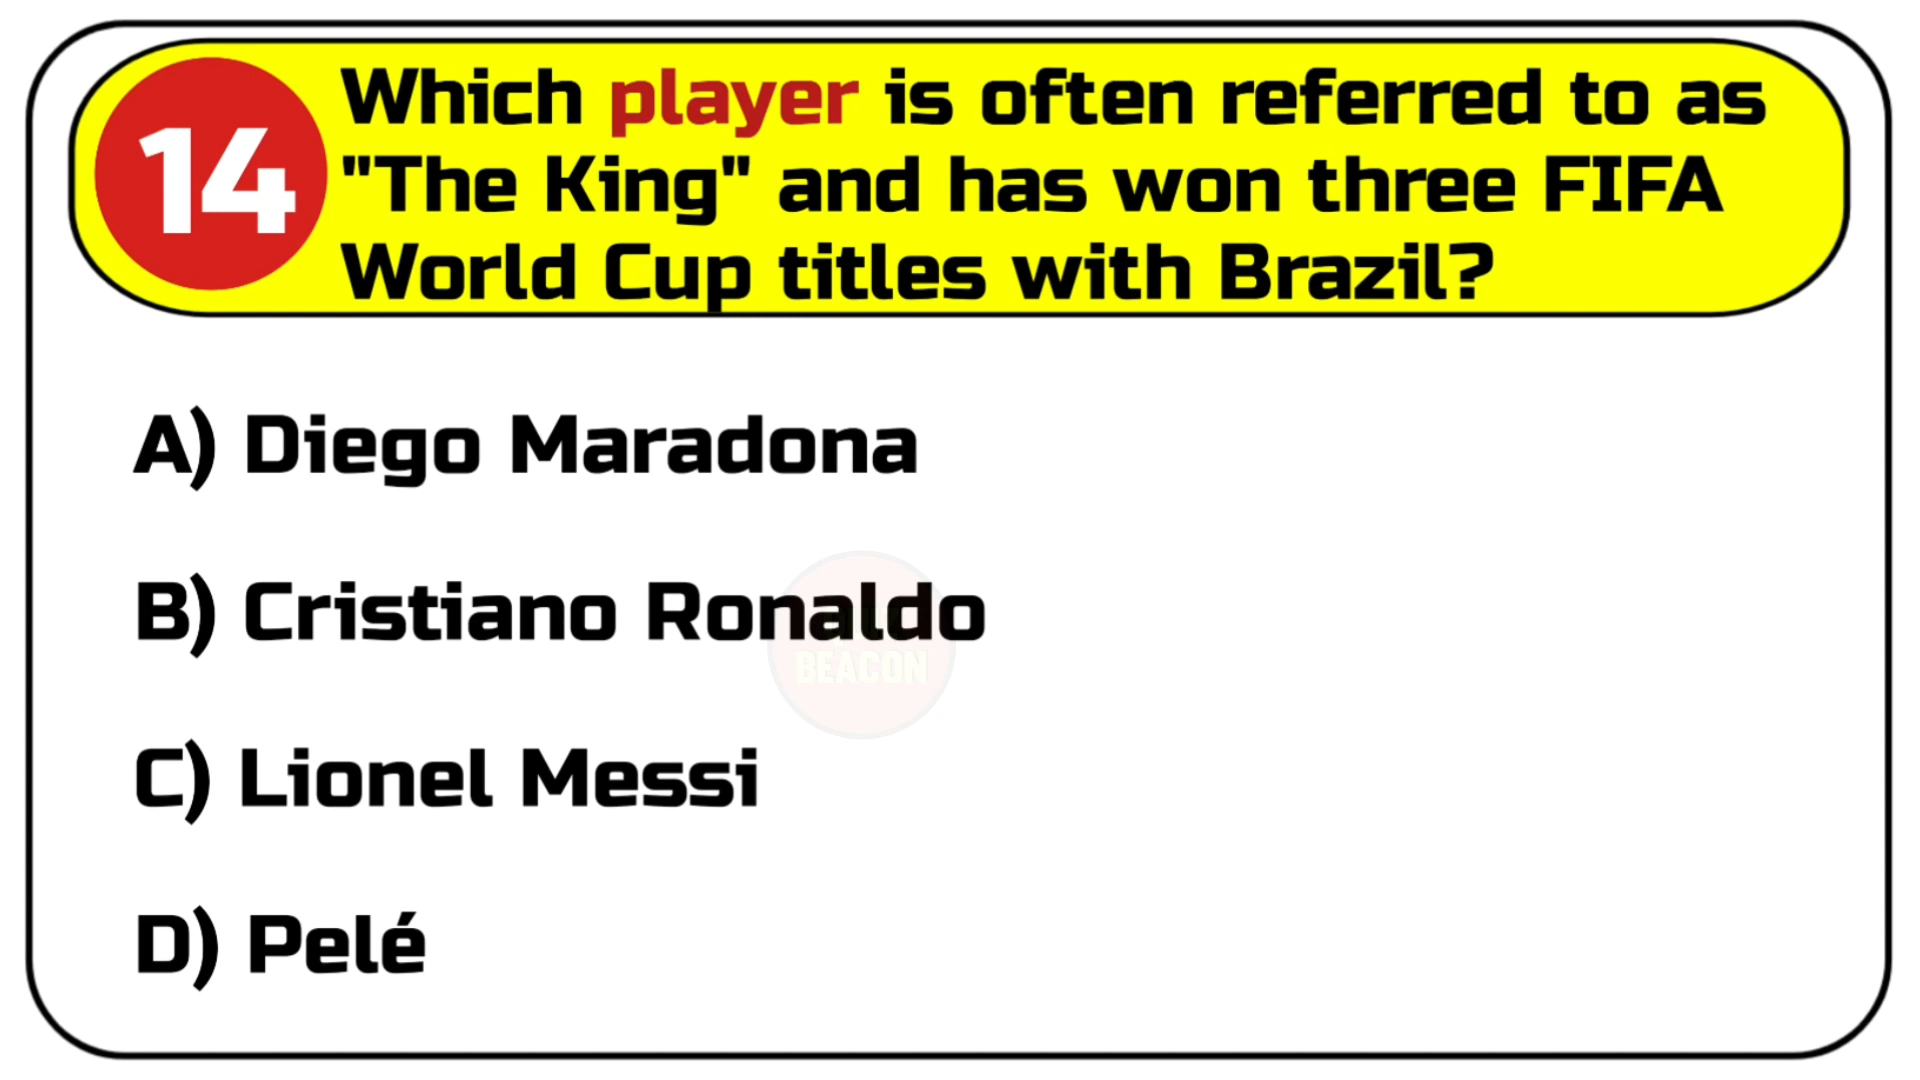 14
Which player is often referred to as
"The King" and has won three FIFA
World Cup titles with Brazil?
A) Diego Maradona
B) Cristiano Ronaldo
BEACON
C) Lionel Messi
D) Pelé